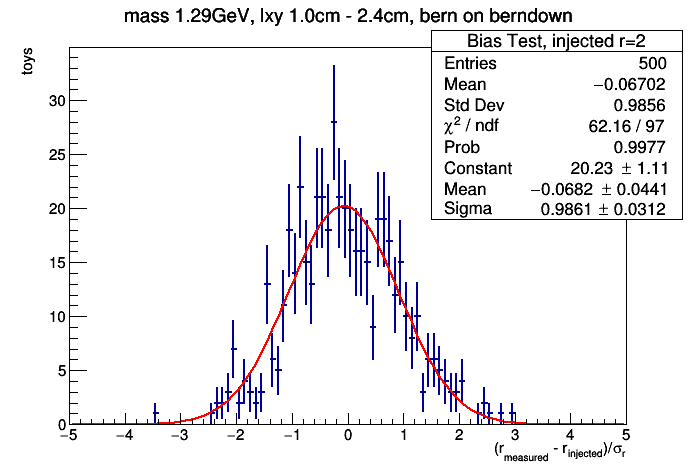 mass 1.29GeV, lxy 1.0cm - 2.4cm, bern on berndown
Bias Test, injected r=2
Entries 500
Mean −0.06702
Std Dev 0.9856
χ² / ndf 62.16 / 97
Prob 0.9977
Constant 20.23 ± 1.11
Mean −0.0682 ± 0.0441
Sigma 0.9861 ± 0.0312
toys
30
25
20
15
10
5
0
−5 −4 −3 −2 −1 0 1 2 3 4 5
(r_measured - r_injected)/σ_r